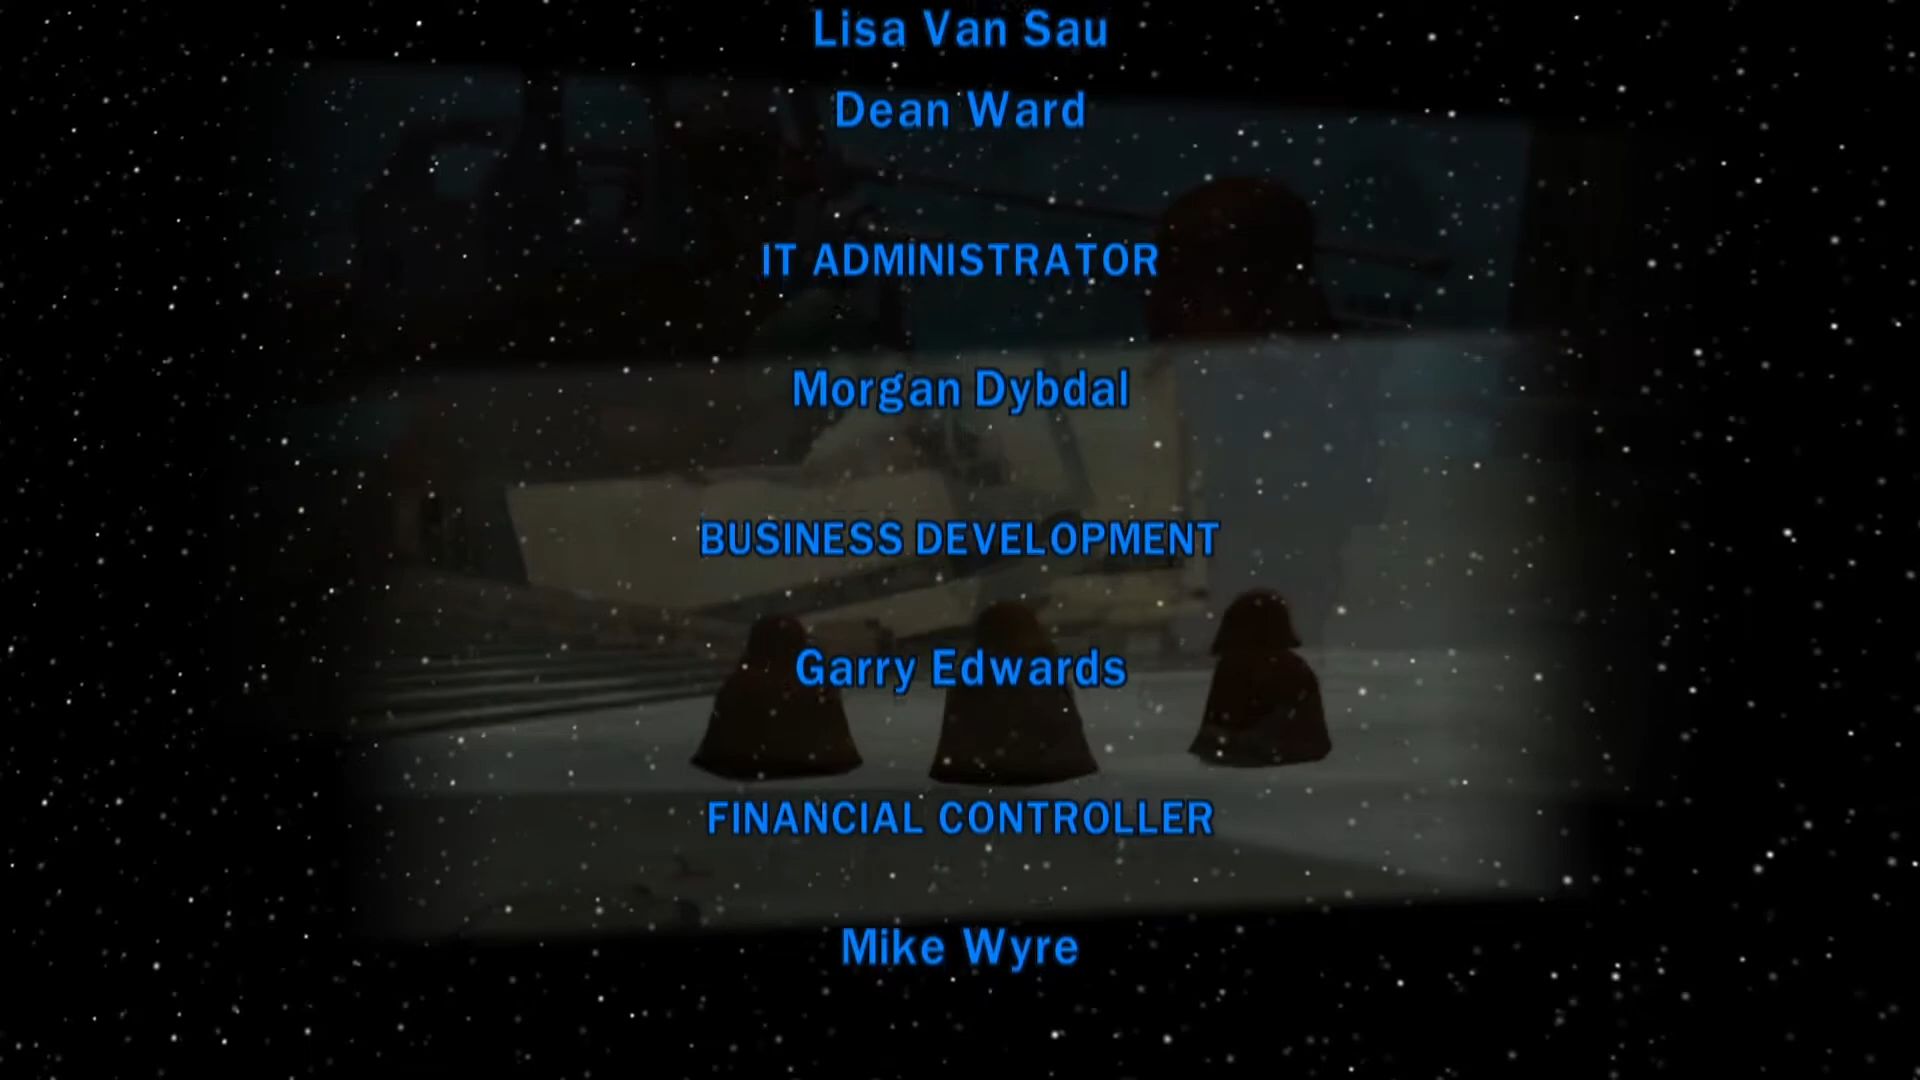 Lisa Van Sau
Dean Ward
IT ADMINISTRATOR
Morgan Dybdal
BUSINESS DEVELOPMENT
Garry Edwards
FINANCIAL CONTROLLER
Mike Wyre